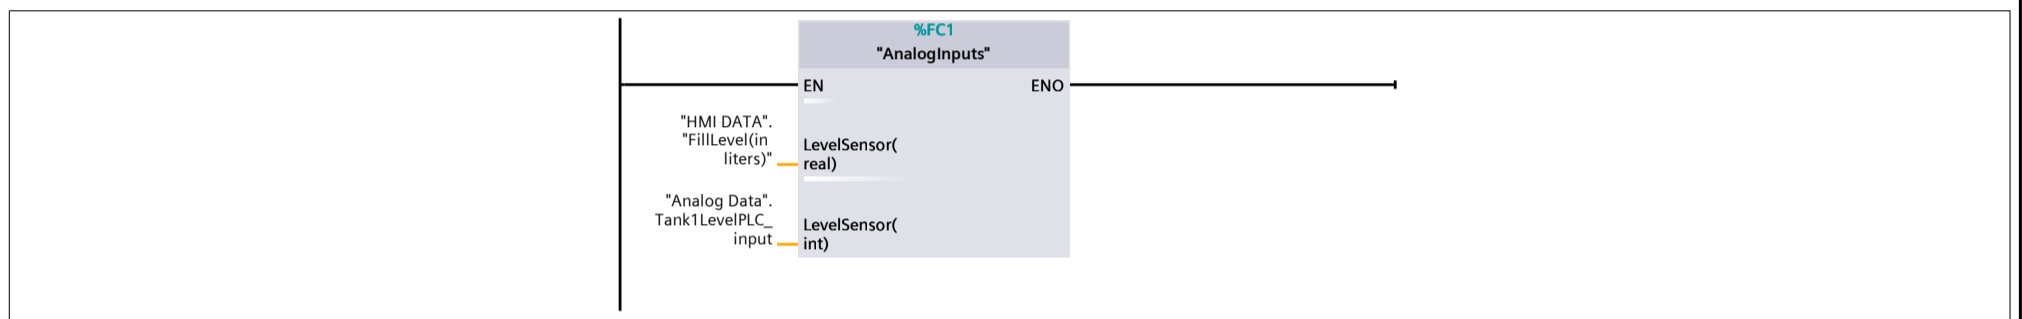 %FC1
"AnalogInputs"
EN
ENO
"HMI DATA".
"FillLevel(in
liters)"
LevelSensor(
real)
"Analog Data".
Tank1LevelPLC_
input
LevelSensor(
int)